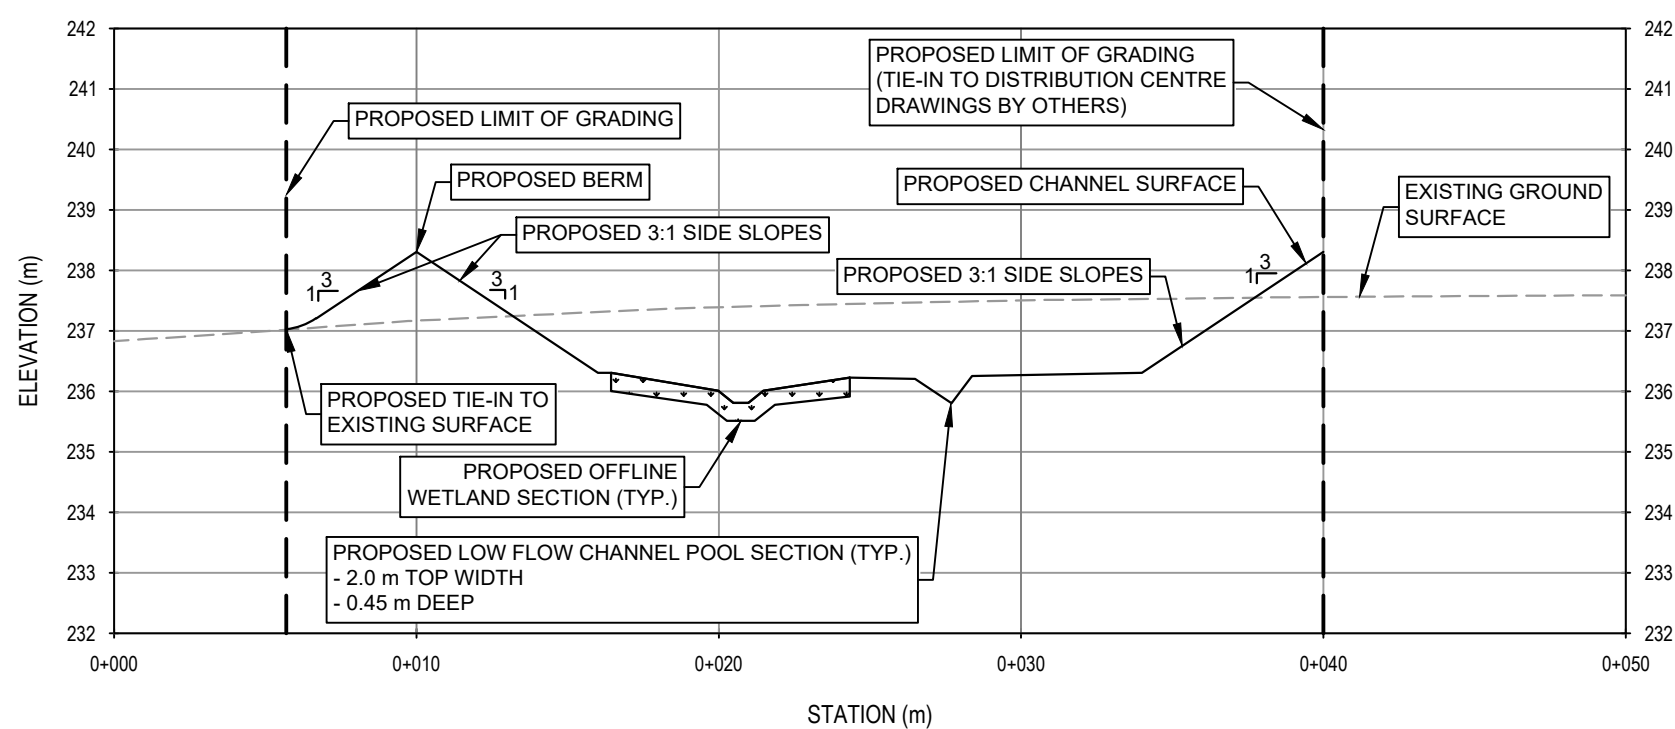 242
241
240
239
238
237
236
235
234
233
232
242
241
240
239
238
237
236
235
234
233
232
ELEVATION (m)
PROPOSED LIMIT OF GRADING
(TIE-IN TO DISTRIBUTION CENTRE
DRAWINGS BY OTHERS)
PROPOSED LIMIT OF GRADING
PROPOSED BERM
PROPOSED CHANNEL SURFACE
EXISTING GROUND
SURFACE
PROPOSED 3:1 SIDE SLOPES
PROPOSED 3:1 SIDE SLOPES
3
1
3
1
3
1
PROPOSED TIE-IN TO
EXISTING SURFACE
PROPOSED OFFLINE
WETLAND SECTION (TYP.)
PROPOSED LOW FLOW CHANNEL POOL SECTION (TYP.)
- 2.0 m TOP WIDTH
- 0.45 m DEEP
0+000
0+010
0+020
0+030
0+040
0+050
STATION (m)